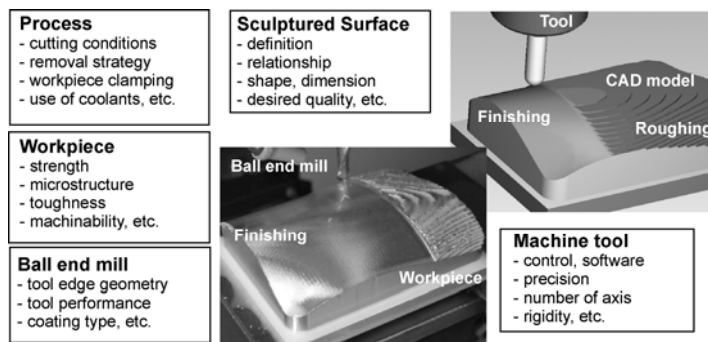 Process
- cutting conditions
- removal strategy
- workpiece clamping
- use of coolants, etc.
Sculptured Surface
- definition
- relationship
- shape, dimension
- desired quality, etc.
Tool
CAD model
Finishing
Roughing
Workpiece
- strength
- microstructure
- toughness
- machinability, etc.
Ball end mill
Finishing
Workpiece
Ball end mill
- tool edge geometry
- tool performance
- coating type, etc.
Machine tool
- control, software
- precision
- number of axis
- rigidity, etc.